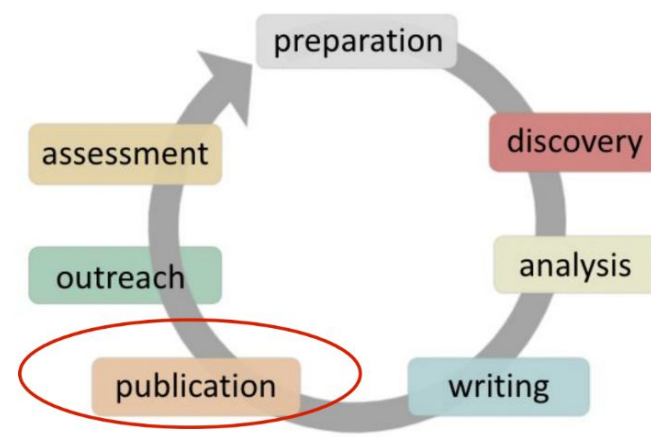 preparation
discovery
analysis
writing
publication
outreach
assessment